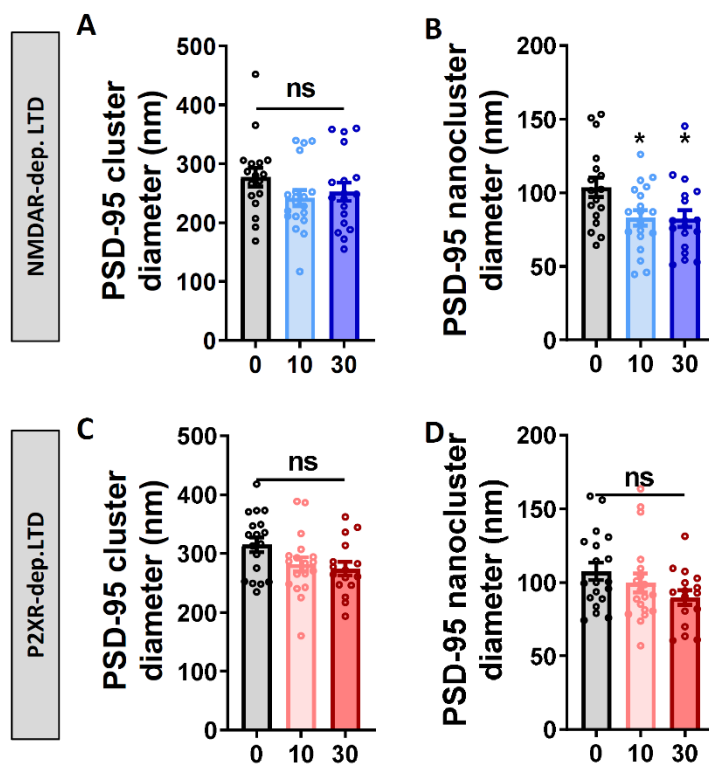 NMDAR-dep. LTD
A
PSD-95 cluster
diameter (nm)
500
400
300
200
100
0
ns
0 10 30
B
PSD-95 nanocluster
diameter (nm)
200
150
100
50
0
* *
0 10 30
P2XR-dep.LTD
C
PSD-95 cluster
diameter (nm)
500
400
300
200
100
0
ns
0 10 30
D
PSD-95 nanocluster
diameter (nm)
200
150
100
50
0
ns
0 10 30